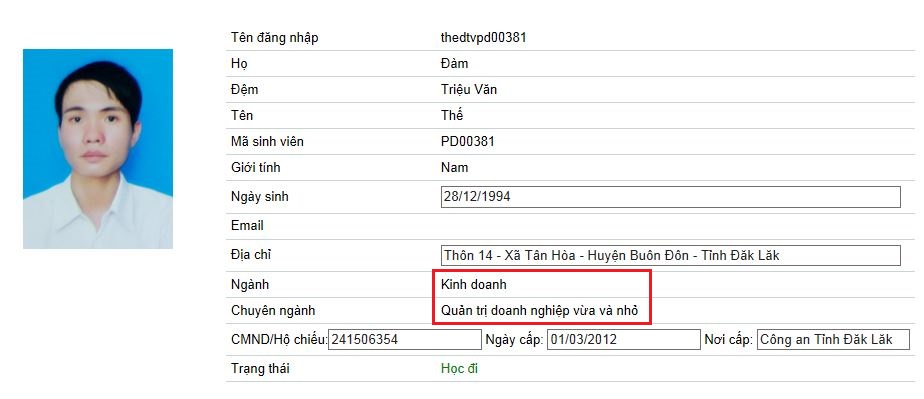 Tên đăng nhập thedtvpd00381
Họ Đàm
Đệm Triệu Văn
Tên Thế
Mã sinh viên PD00381
Giới tính Nam
Ngày sinh 28/12/1994
Email
Địa chỉ Thôn 14 - Xã Tân Hòa - Huyện Buôn Đôn - Tỉnh Đăk Lăk
Ngành Kinh doanh
Chuyên ngành Quản trị doanh nghiệp vừa và nhỏ
CMND/Hộ chiếu: 241506354 Ngày cấp: 01/03/2012 Nơi cấp: Công an Tỉnh Đăk Lăk
Trạng thái Học đi